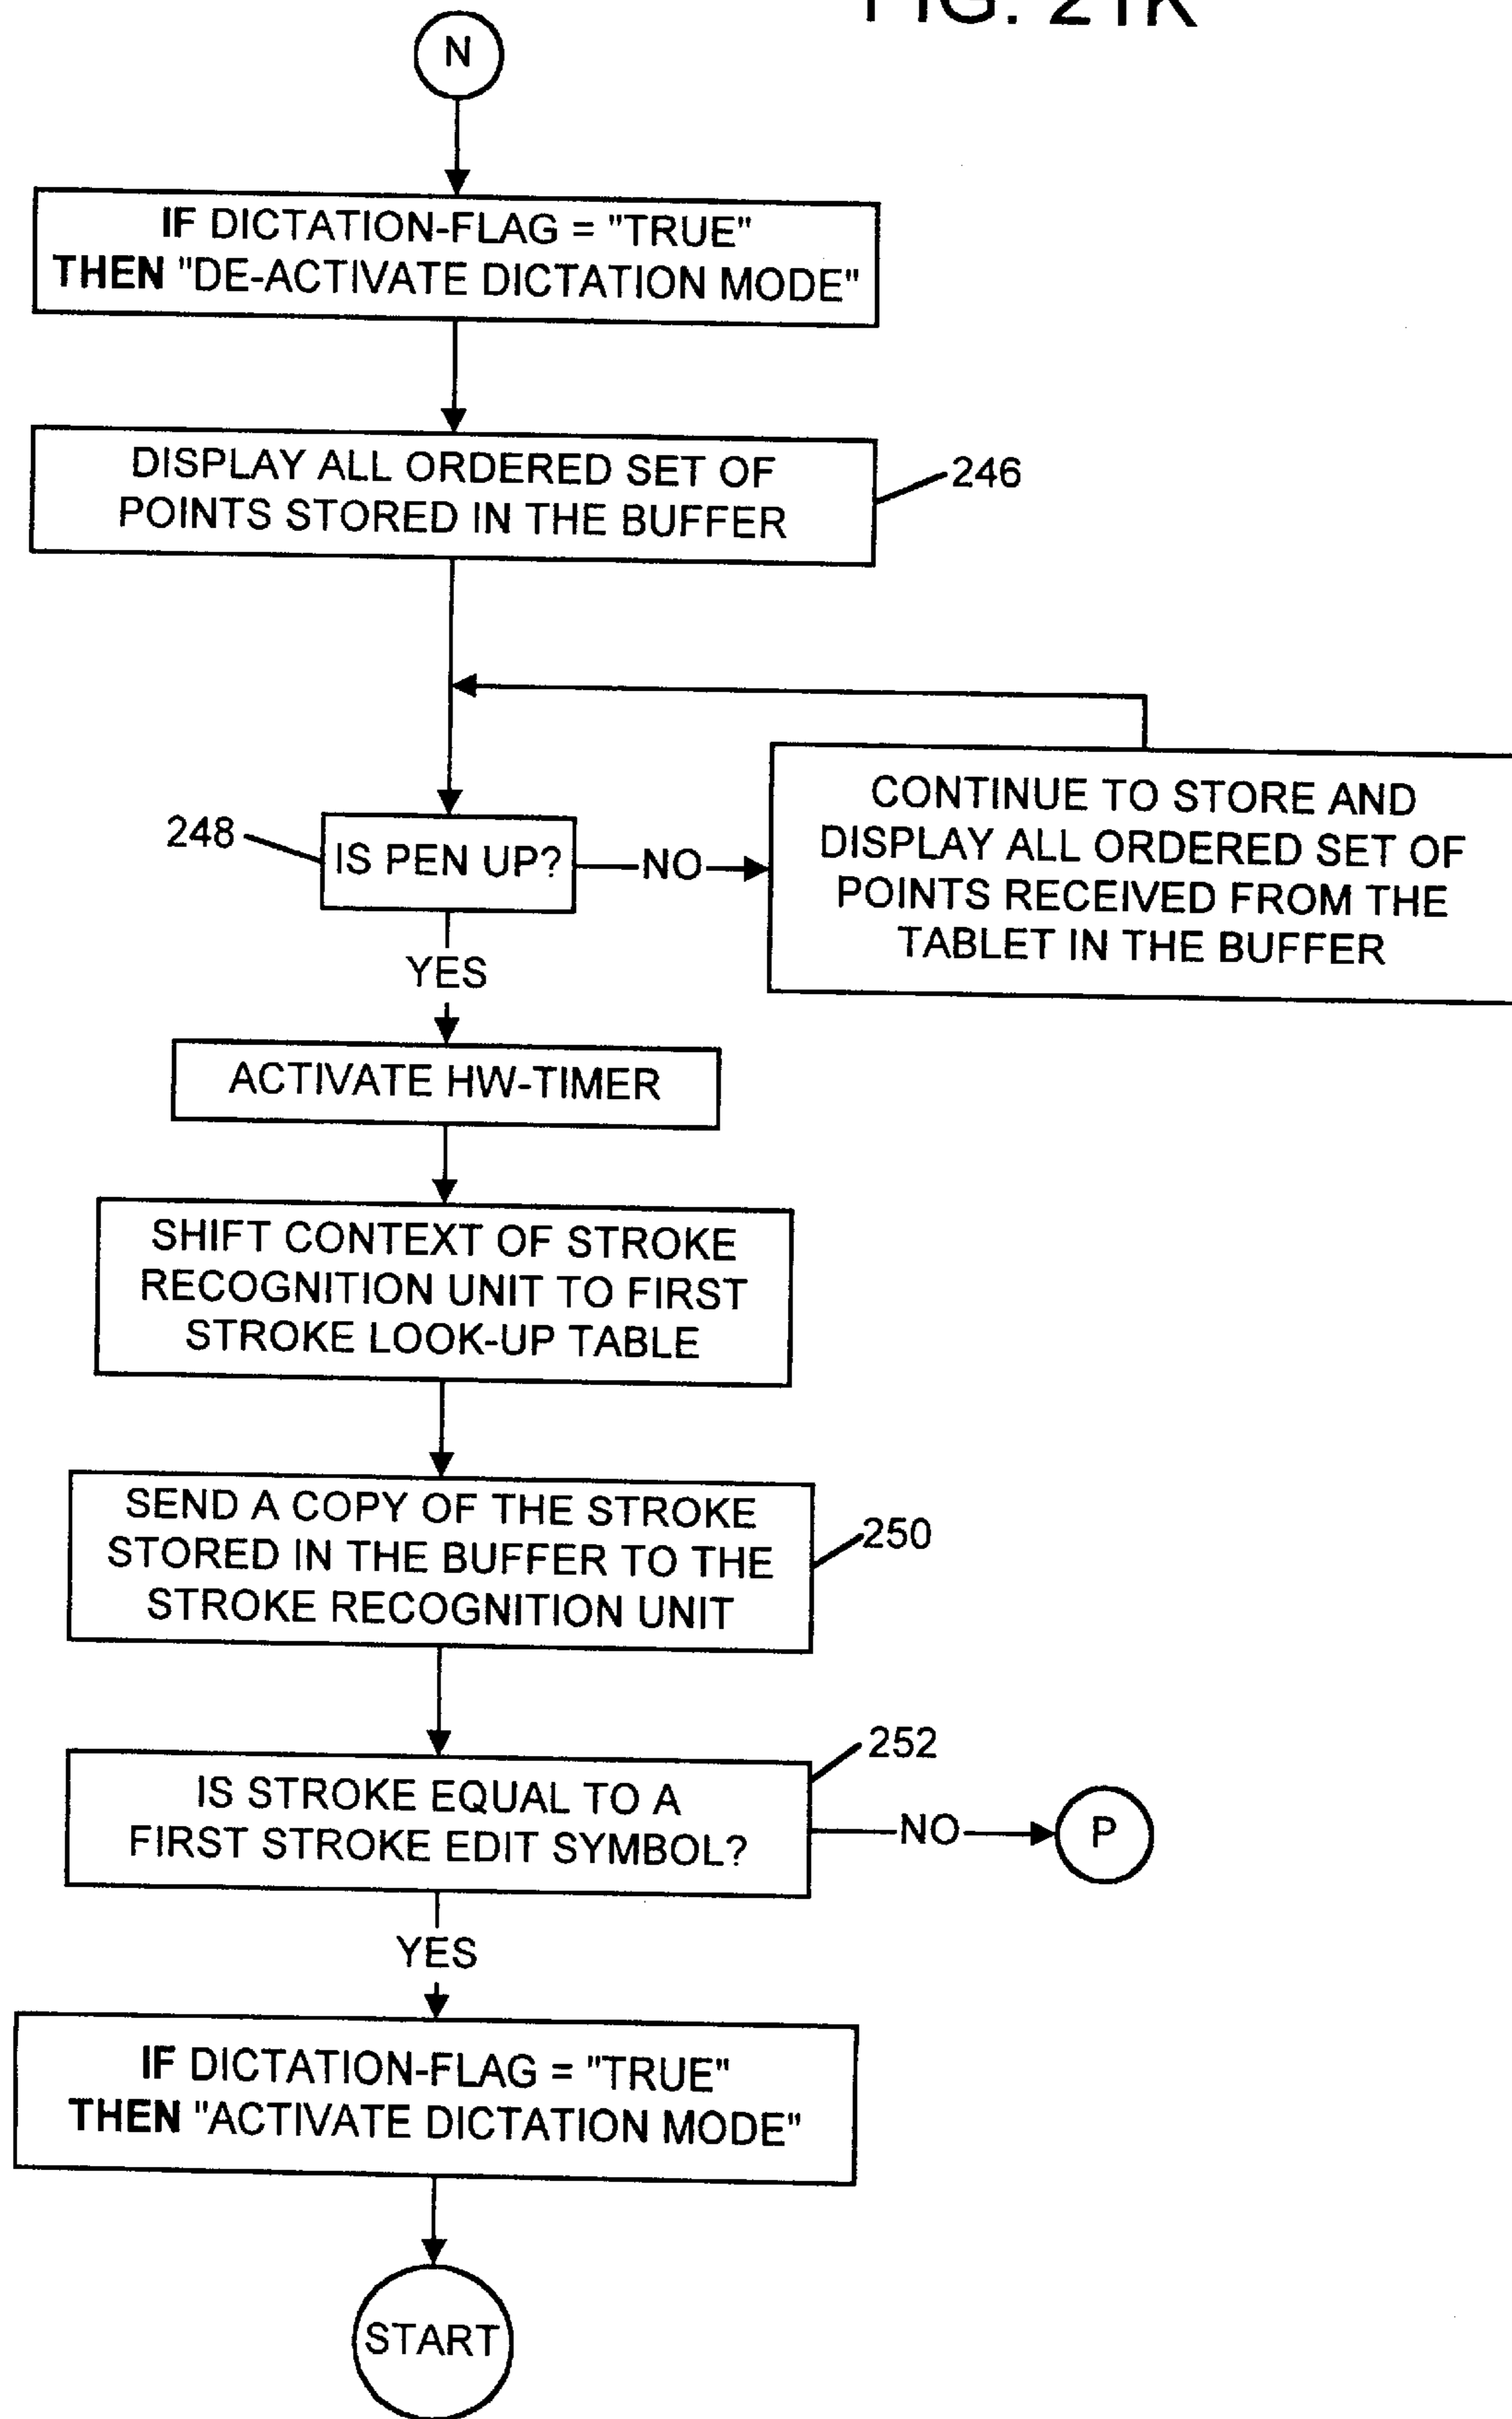 FIG. 21K
N
IF DICTATION-FLAG = "TRUE"
THEN "DE-ACTIVATE DICTATION MODE"
DISPLAY ALL ORDERED SET OF
POINTS STORED IN THE BUFFER
246
248
IS PEN UP?
NO
CONTINUE TO STORE AND
DISPLAY ALL ORDERED SET OF
POINTS RECEIVED FROM THE
TABLET IN THE BUFFER
YES
ACTIVATE HW-TIMER
SHIFT CONTEXT OF STROKE
RECOGNITION UNIT TO FIRST
STROKE LOOK-UP TABLE
SEND A COPY OF THE STROKE
STORED IN THE BUFFER TO THE
STROKE RECOGNITION UNIT
250
252
IS STROKE EQUAL TO A
FIRST STROKE EDIT SYMBOL?
NO
P
YES
IF DICTATION-FLAG = "TRUE"
THEN "ACTIVATE DICTATION MODE"
START